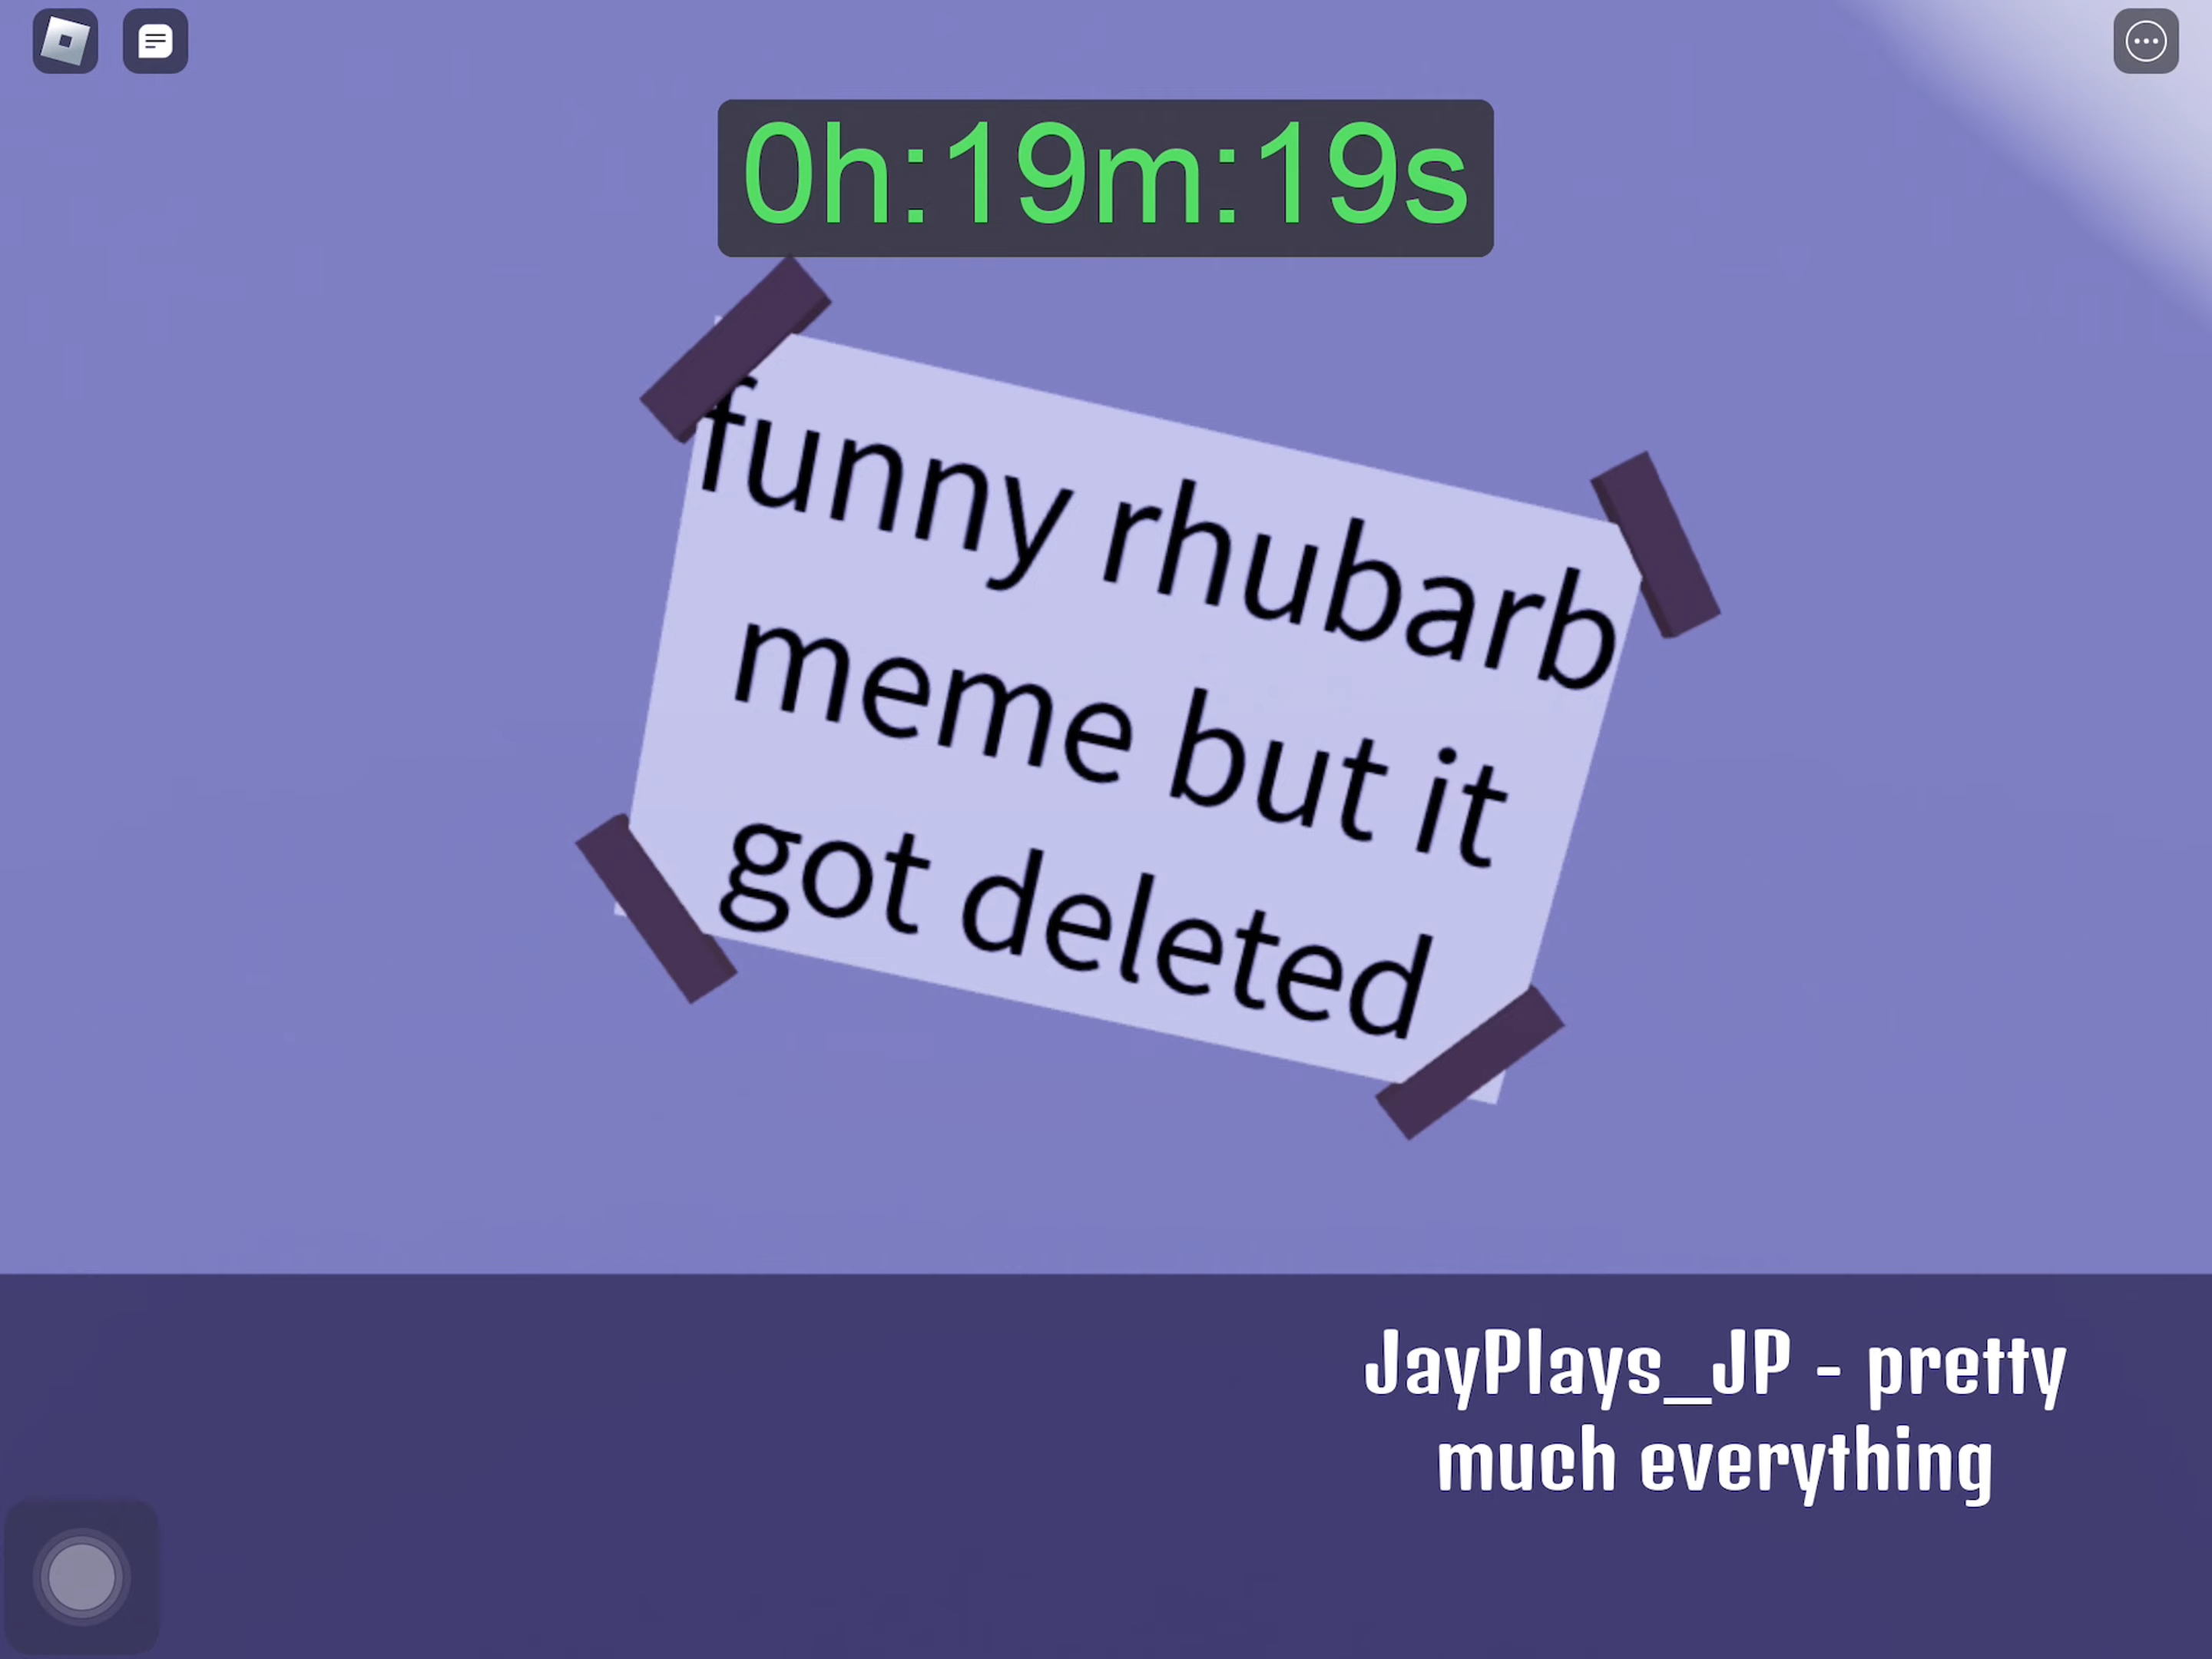 0h:19m:19s
funny rhubarb
meme but it
got deleted
JayPlays_JP - pretty
much everything